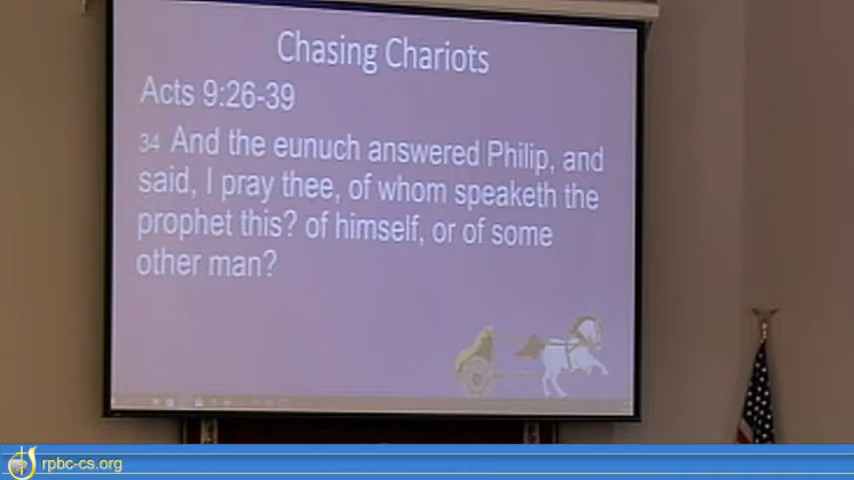 Chasing Chariots
Acts 9:26-39
34 And the eunuch answered Philip, and
said, I pray thee, of whom speaketh the
prophet this? of himself, or of some
other man?
rpbc-cs.org